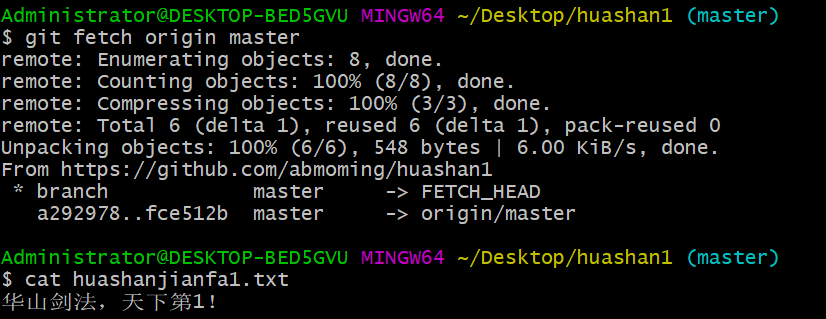 Administrator@DESKTOP-BED5GVU MINGW64 ~/Desktop/huashan1 (master)
$ git fetch origin master
remote: Enumerating objects: 8, done.
remote: Counting objects: 100% (8/8), done.
remote: Compressing objects: 100% (3/3), done.
remote: Total 6 (delta 1), reused 6 (delta 1), pack-reused 0
Unpacking objects: 100% (6/6), 548 bytes | 6.00 KiB/s, done.
From https://github.com/abmoming/huashan1
 * branch            master     -> FETCH_HEAD
   a292978..fce512b  master     -> origin/master
Administrator@DESKTOP-BED5GVU MINGW64 ~/Desktop/huashan1 (master)
$ cat huashanjianfa1.txt
华山剑法，天下第1！